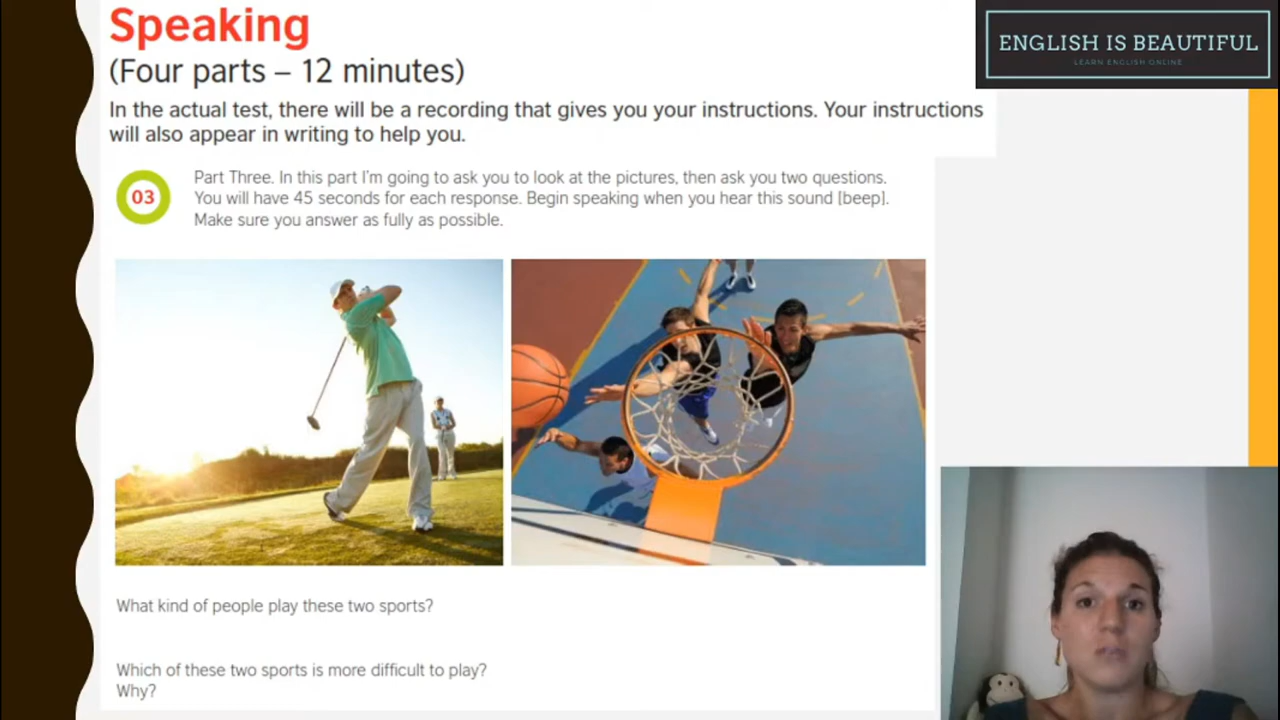 Speaking
(Four parts – 12 minutes)
In the actual test, there will be a recording that gives you your instructions. Your instructions
will also appear in writing to help you.
ENGLISH IS BEAUTIFUL
LEARN ENGLISH ONLINE
03
Part Three. In this part I'm going to ask you to look at the pictures, then ask you two questions.
You will have 45 seconds for each response. Begin speaking when you hear this sound [beep].
Make sure you answer as fully as possible.
What kind of people play these two sports?
Which of these two sports is more difficult to play?
Why?